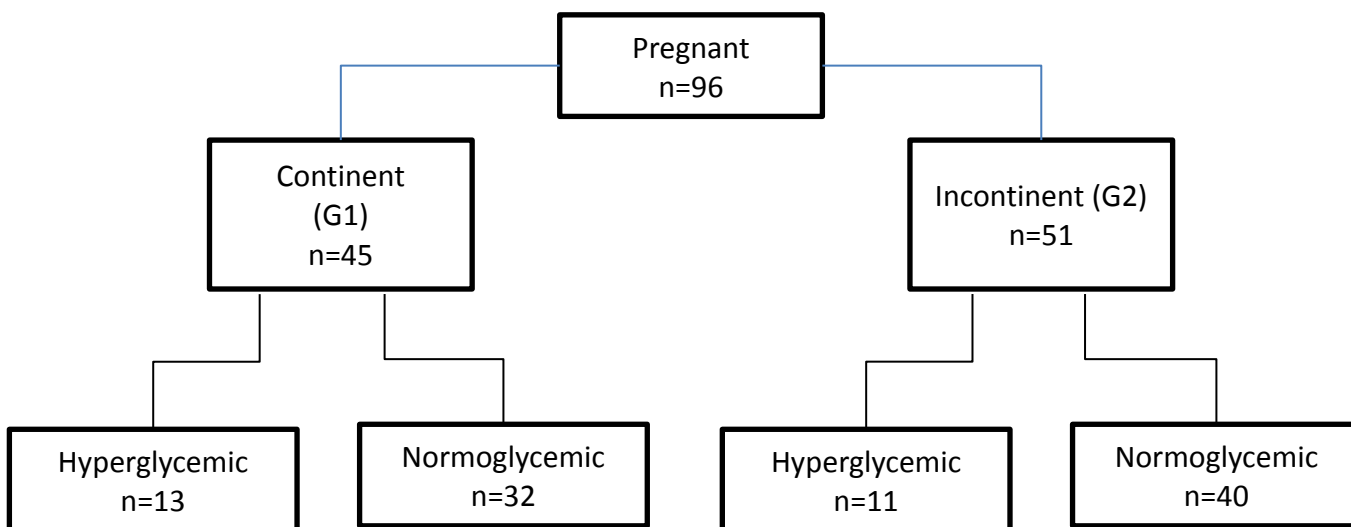 Pregnant
n=96
Continent
(G1)
n=45
Incontinent (G2)
n=51
Hyperglycemic
n=13
Normoglycemic
n=32
Hyperglycemic
n=11
Normoglycemic
n=40